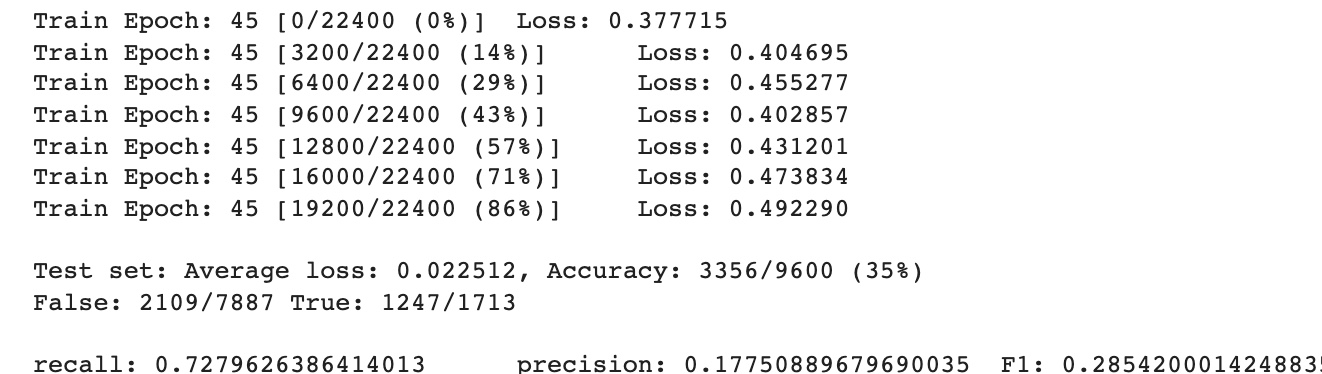 Train Epoch: 45 [0/22400 (0%)]  Loss: 0.377715
Train Epoch: 45 [3200/22400 (14%)]      Loss: 0.404695
Train Epoch: 45 [6400/22400 (29%)]      Loss: 0.455277
Train Epoch: 45 [9600/22400 (43%)]      Loss: 0.402857
Train Epoch: 45 [12800/22400 (57%)]     Loss: 0.431201
Train Epoch: 45 [16000/22400 (71%)]     Loss: 0.473834
Train Epoch: 45 [19200/22400 (86%)]     Loss: 0.492290
Test set: Average loss: 0.022512, Accuracy: 3356/9600 (35%)
False: 2109/7887 True: 1247/1713
recall: 0.7279626386414013      precision: 0.17750889679690035  F1: 0.285420001424883